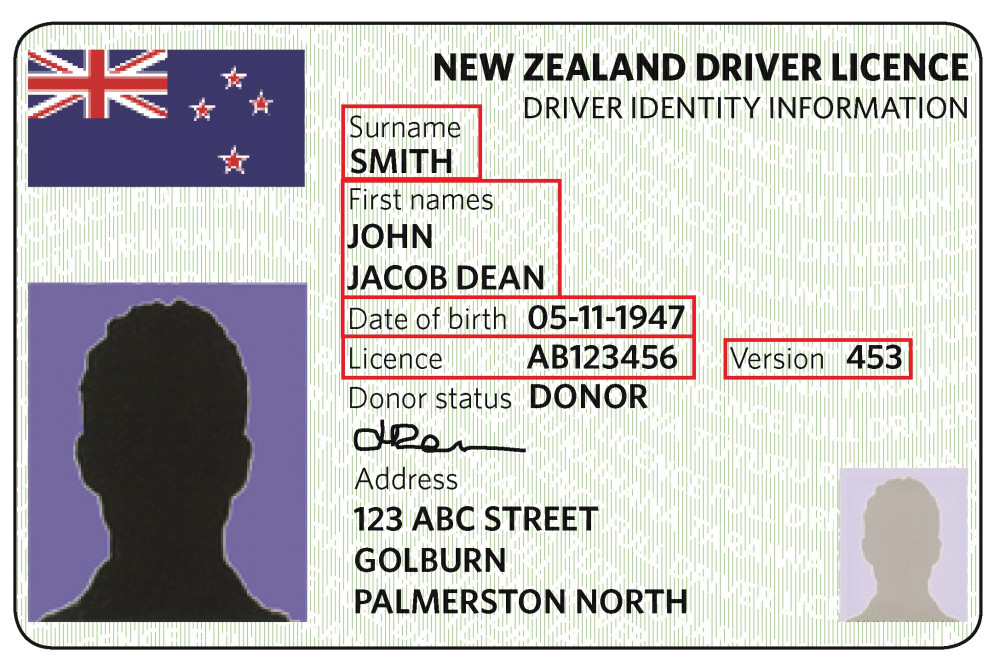 NEW ZEALAND DRIVER LICENCE
DRIVER IDENTITY INFORMATION
Surname
SMITH
First names
JOHN
JACOB DEAN
Date of birth 05-11-1947
Licence AB123456 Version 453
Donor status DONOR
Address
123 ABC STREET
GOLBURN
PALMERSTON NORTH